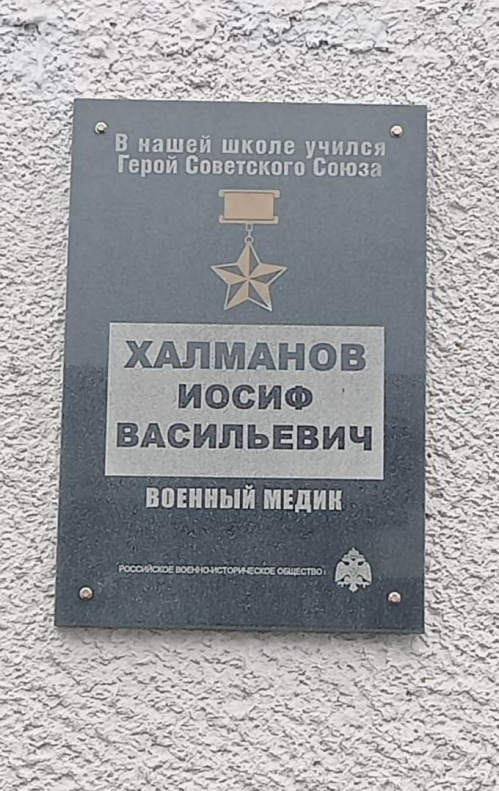 В нашей школе учился
Герой Советского Союза
ХАЛМАНОВ
ИОСИФ
ВАСИЛЬЕВИЧ
ВОЕННЫЙ МЕДИК
РОССИЙСКОЕ ВОЕННО-ИСТОРИЧЕСКОЕ ОБЩЕСТВО